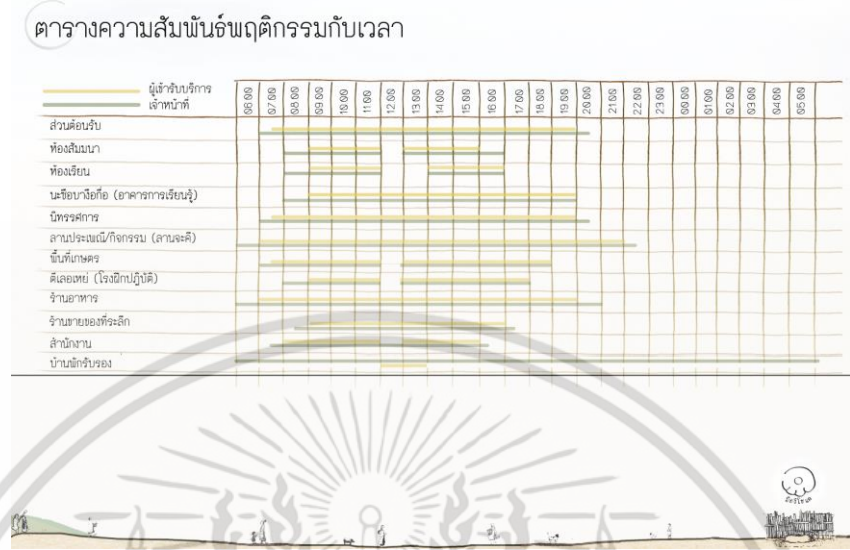 ตารางความสัมพันธ์พฤติกรรมกับเวลา
ผู้เข้ารับบริการ
เจ้าหน้าที่
06.00 07.00 08.00 09.00 10.00 11.00 12.00 13.00 14.00 15.00 16.00 17.00 18.00 19.00 20.00 21.00 22.00 23.00 00.00 01.00 02.00 03.00 04.00 05.00
ส่วนต้อนรับ
ห้องสัมมนา
ห้องเรียน
นะซือบางือกือ (อาคารการเรียนรู้)
นิทรรศการ
ลานประเพณี/กิจกรรม (ลานจะคี)
พื้นที่เกษตร
ดีเลอเหย่ (โรงฝึกปฏิบัติ)
ร้านอาหาร
ร้านขายของที่ระลึก
สำนักงาน
บ้านพักรับรอง